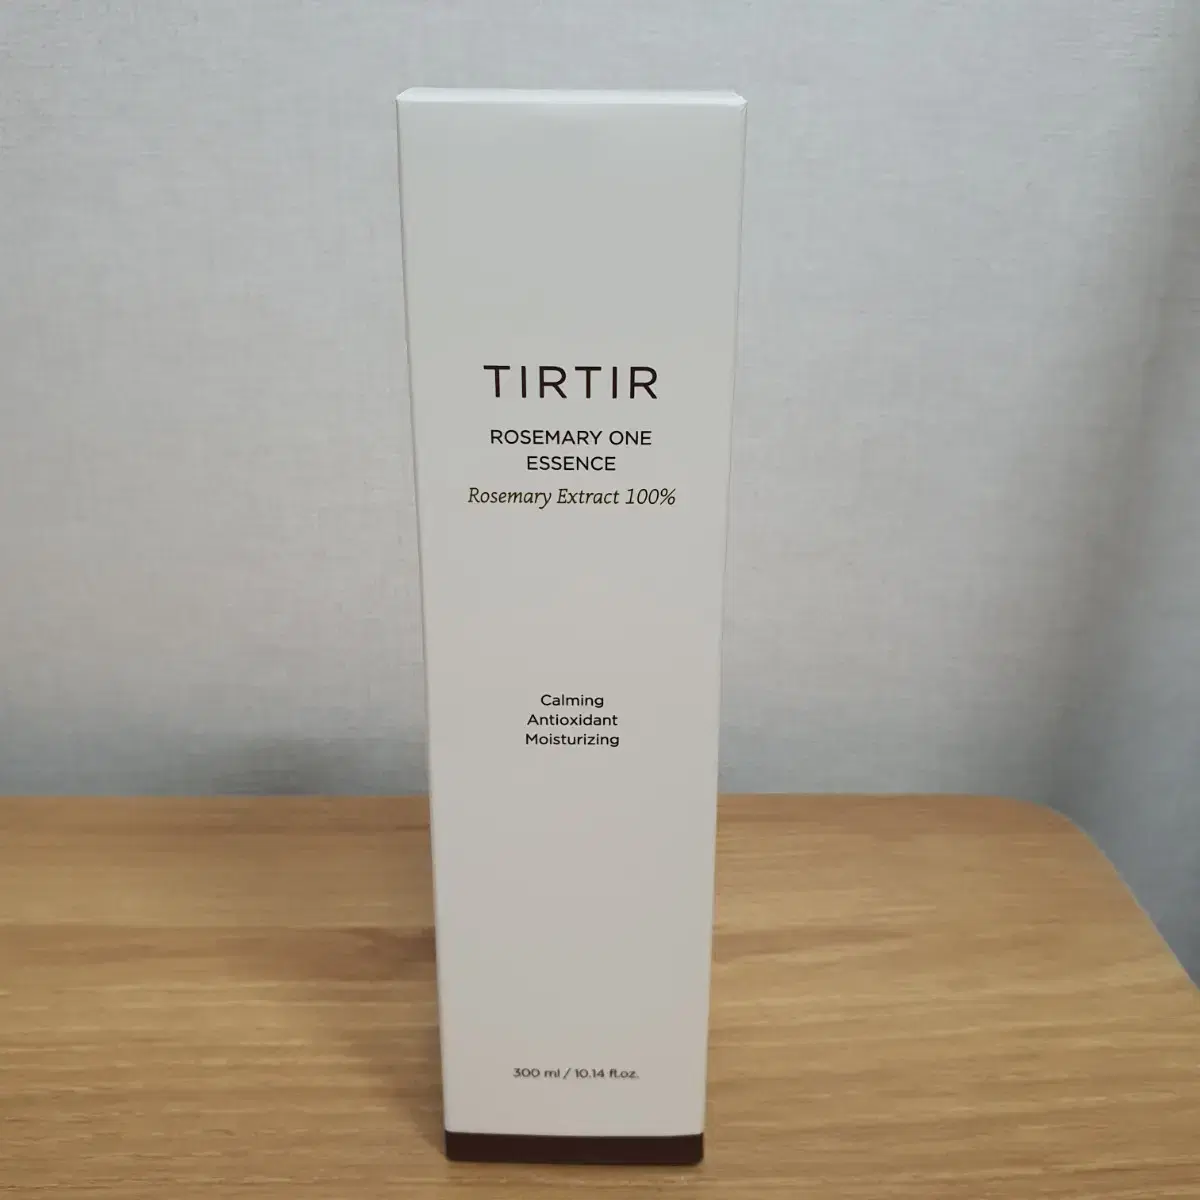 TIRTIR
ROSEMARY ONE
ESSENCE
Rosemary Extract 100%
Calming
Antioxidant
Moisturizing
300 ml / 10.14 fl.oz.